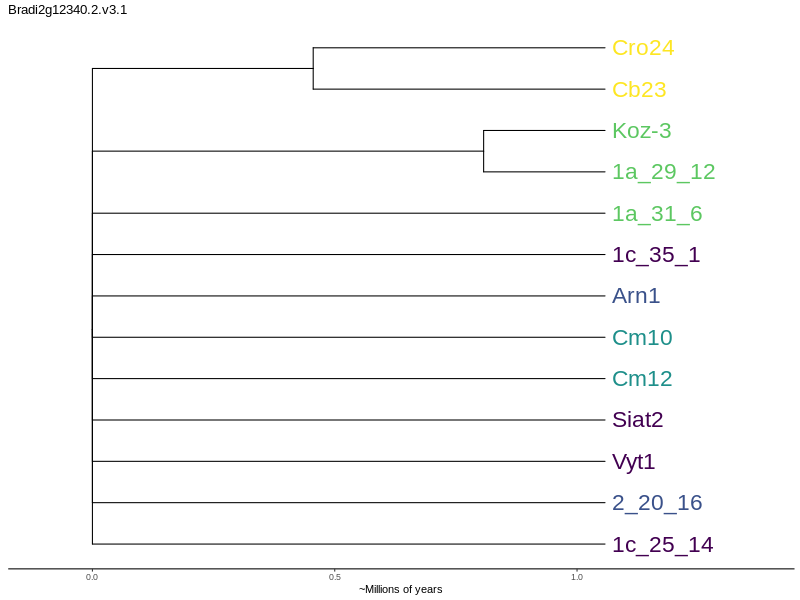 Bradi2g12340.2.v3.1
Cro24
Cb23
Koz-3
1a_29_12
1a_31_6
1c_35_1
Arn1
Cm10
Cm12
Siat2
Vyt1
2_20_16
1c_25_14
0.0 0.5 1.0
~Millions of years